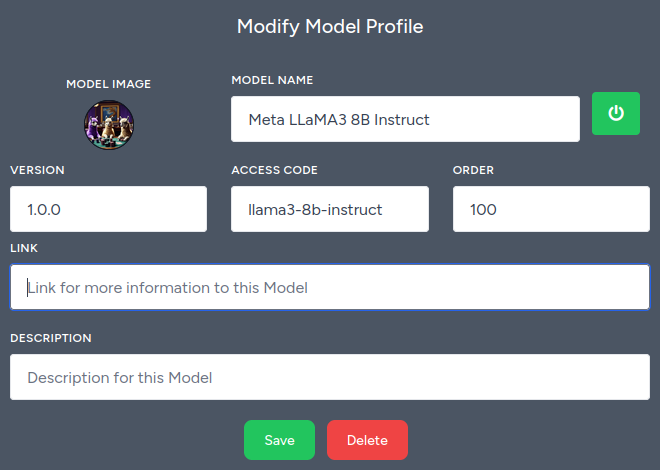 Modify Model Profile
MODEL IMAGE
MODEL NAME
Meta LLaMA3 8B Instruct
VERSION
ACCESS CODE
ORDER
1.0.0
llama3-8b-instruct
100
LINK
Link for more information to this Model
DESCRIPTION
Description for this Model
Save
Delete